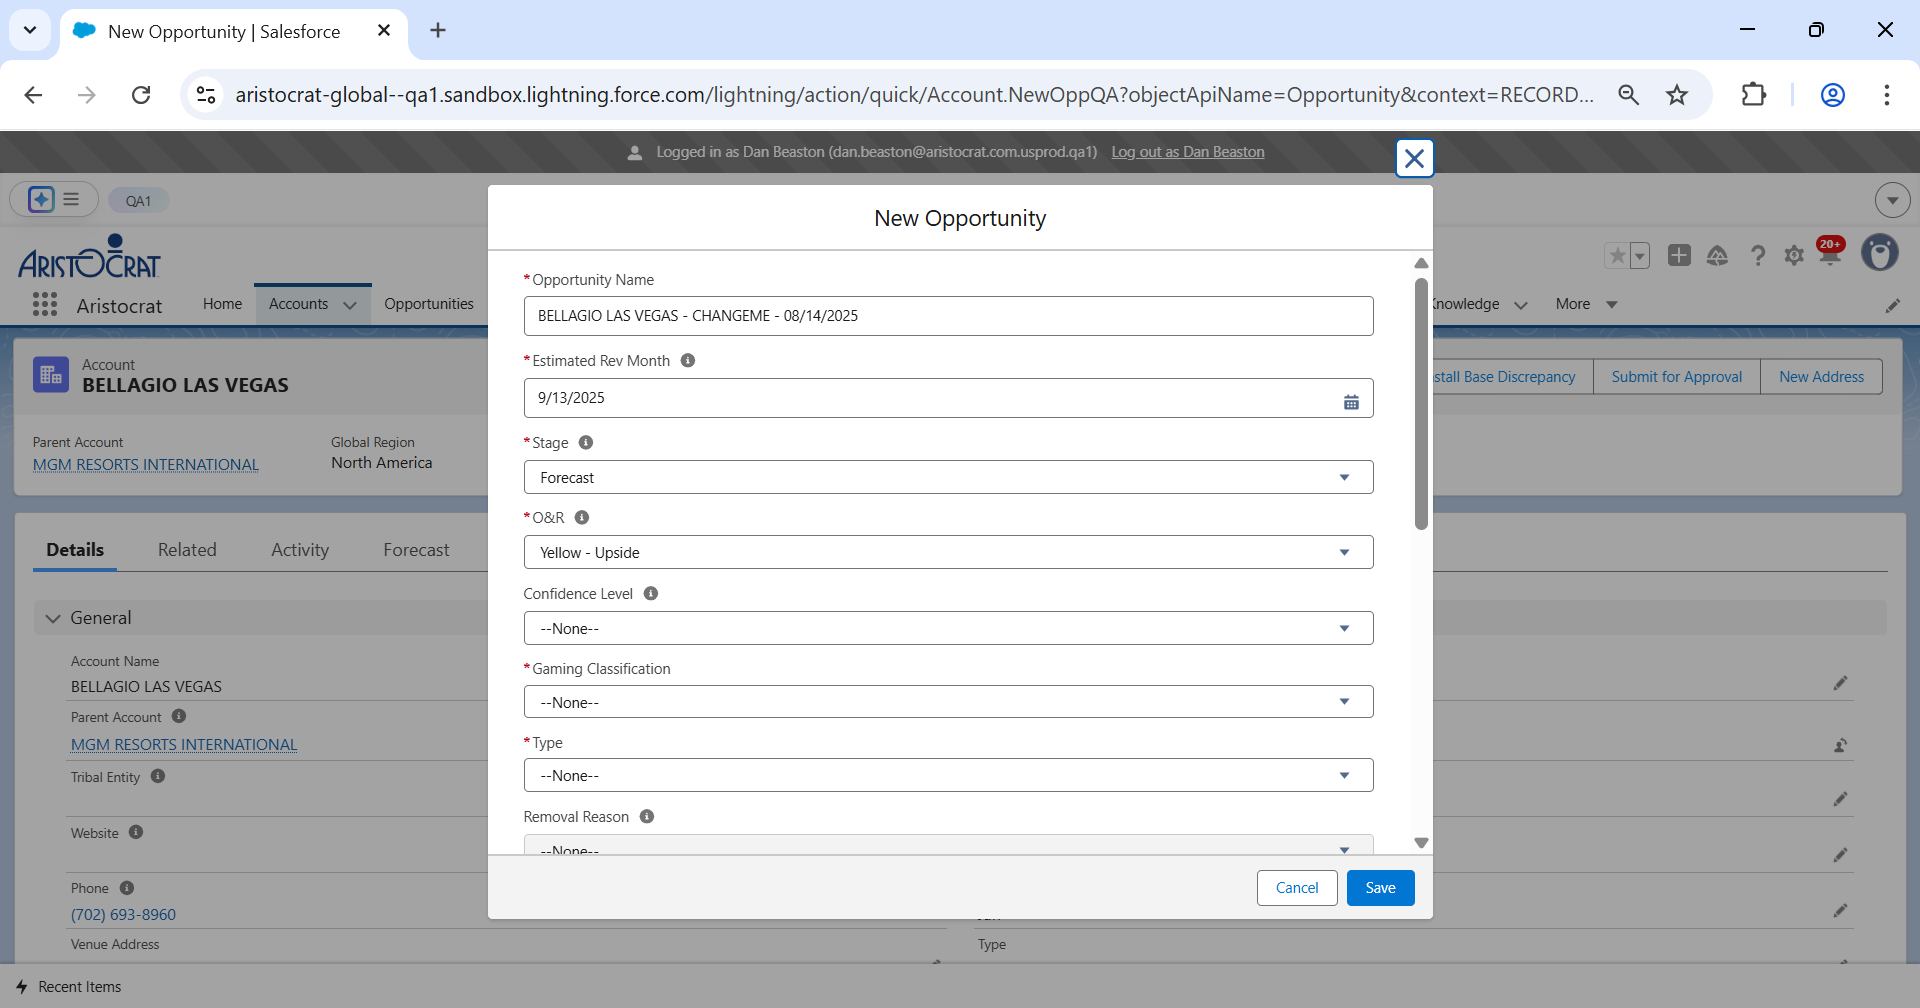 New Opportunity | Salesforce
aristocrat-global--qa1.sandbox.lightning.force.com/lightning/action/quick/Account.NewOppQA?objectApiName=Opportunity&context=RECORD...
Logged in as Dan Beaston (dan.beaston@aristocrat.com.usprod.qa1) Log out as Dan Beaston
QA1
New Opportunity
ARISTOCRAT
20+
Aristocrat Home Accounts Opportunities Knowledge More
Account
BELLAGIO LAS VEGAS
Install Base Discrepancy Submit for Approval New Address
Parent Account Global Region
MGM RESORTS INTERNATIONAL North America
Details Related Activity Forecast
General
Account Name
BELLAGIO LAS VEGAS
Parent Account
MGM RESORTS INTERNATIONAL
Tribal Entity
Website
Phone
(702) 693-8960
Venue Address
Type
*Opportunity Name
BELLAGIO LAS VEGAS - CHANGEME - 08/14/2025
*Estimated Rev Month
9/13/2025
*Stage
Forecast
*O&R
Yellow - Upside
Confidence Level
--None--
*Gaming Classification
--None--
*Type
--None--
Removal Reason
--None--
Cancel Save
Recent Items